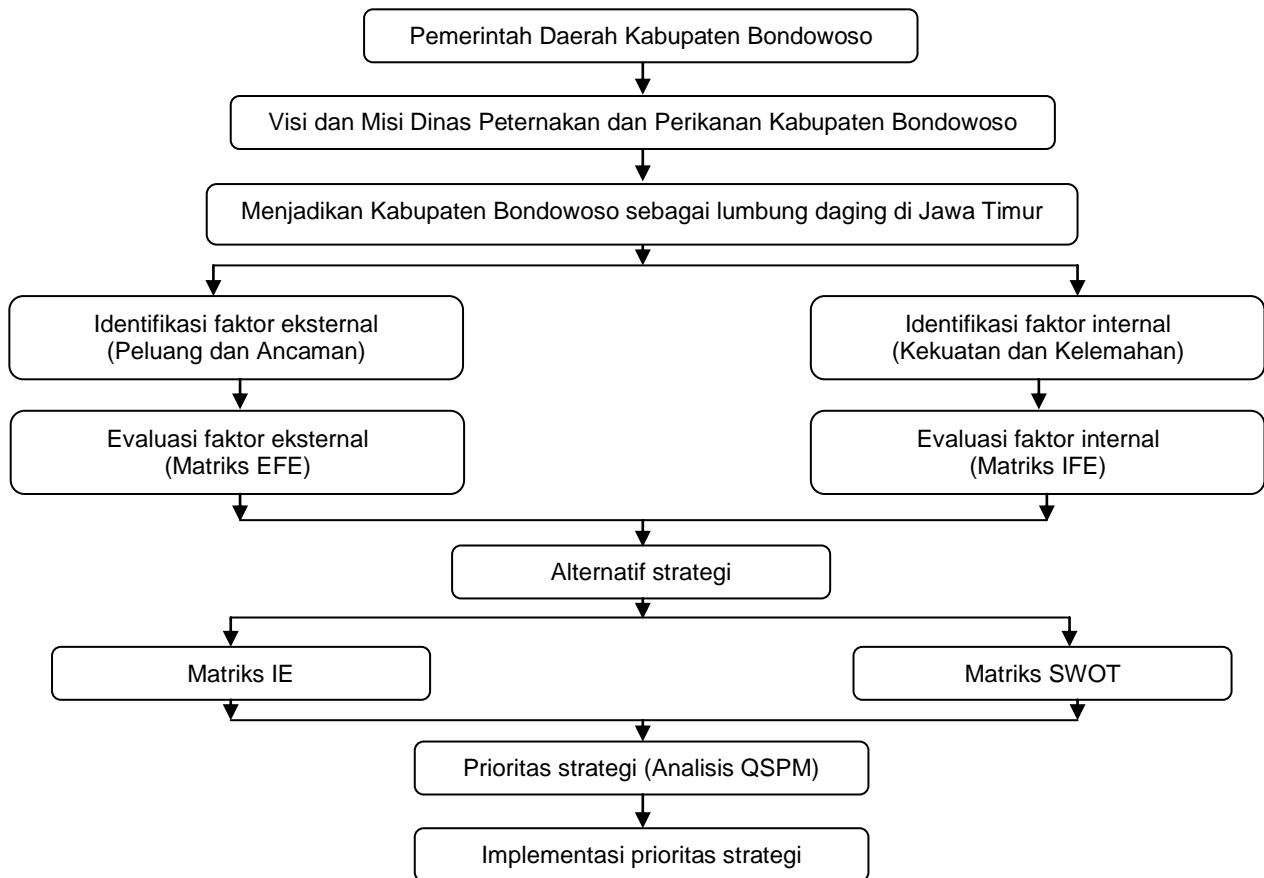 Pemerintah Daerah Kabupaten Bondowoso
Visi dan Misi Dinas Peternakan dan Perikanan Kabupaten Bondowoso
Menjadikan Kabupaten Bondowoso sebagai lumbung daging di Jawa Timur
Identifikasi faktor eksternal
(Peluang dan Ancaman)
Identifikasi faktor internal
(Kekuatan dan Kelemahan)
Evaluasi faktor eksternal
(Matriks EFE)
Evaluasi faktor internal
(Matriks IFE)
Alternatif strategi
Matriks IE
Matriks SWOT
Prioritas strategi (Analisis QSPM)
Implementasi prioritas strategi